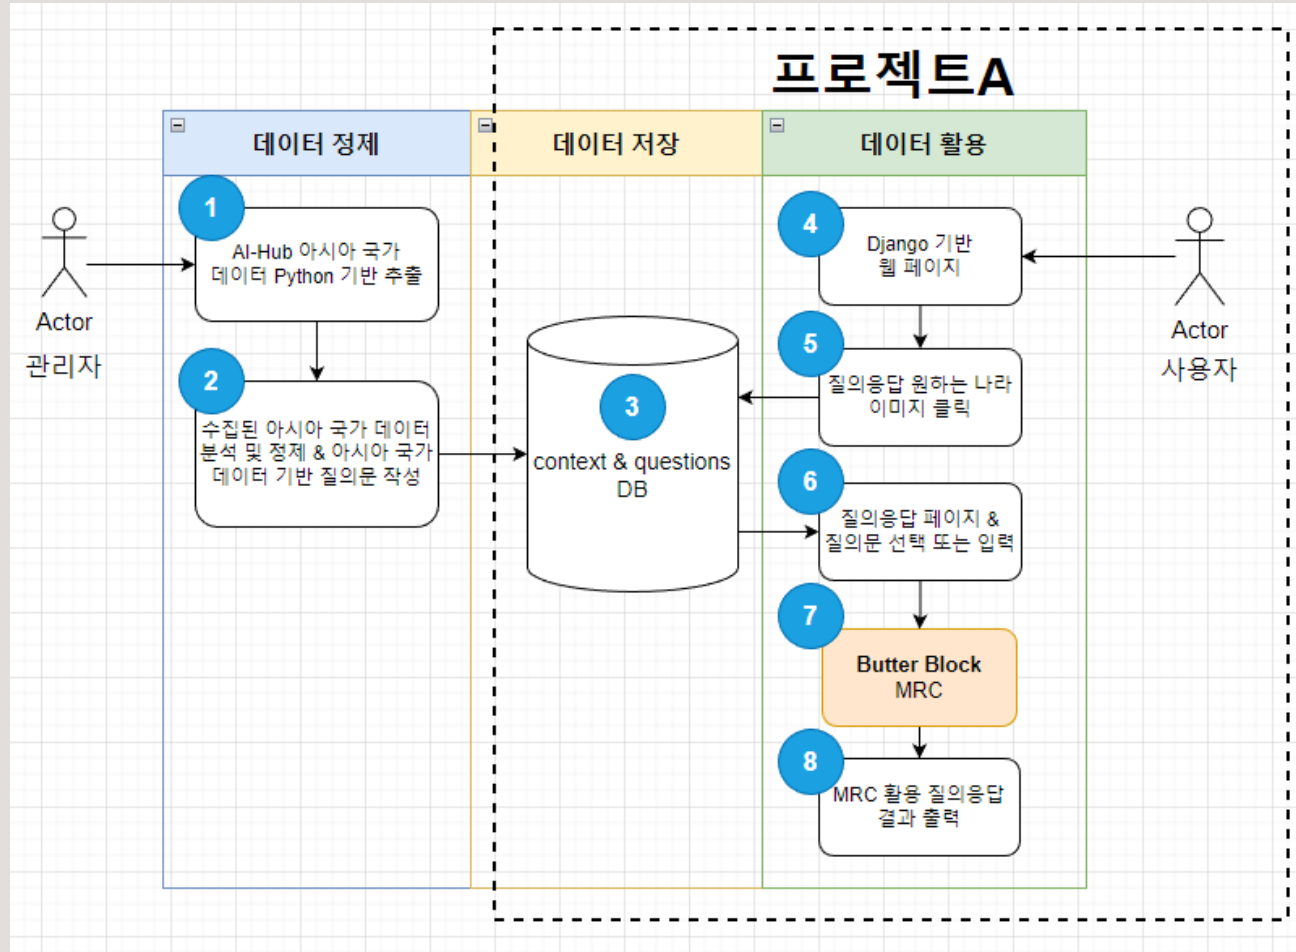 프로젝트A
데이터 정제
데이터 저장
데이터 활용
Actor
관리자
1
AI-Hub 아시아 국가
데이터 Python 기반 추출
2
수집된 아시아 국가 데이터
분석 및 정제 & 아시아 국가
데이터 기반 질의문 작성
3
context & questions
DB
4
Django 기반
웹 페이지
5
질의응답 원하는 나라
이미지 클릭
6
질의응답 페이지 &
질의문 선택 또는 입력
7
Butter Block
MRC
8
MRC 활용 질의응답
결과 출력
Actor
사용자